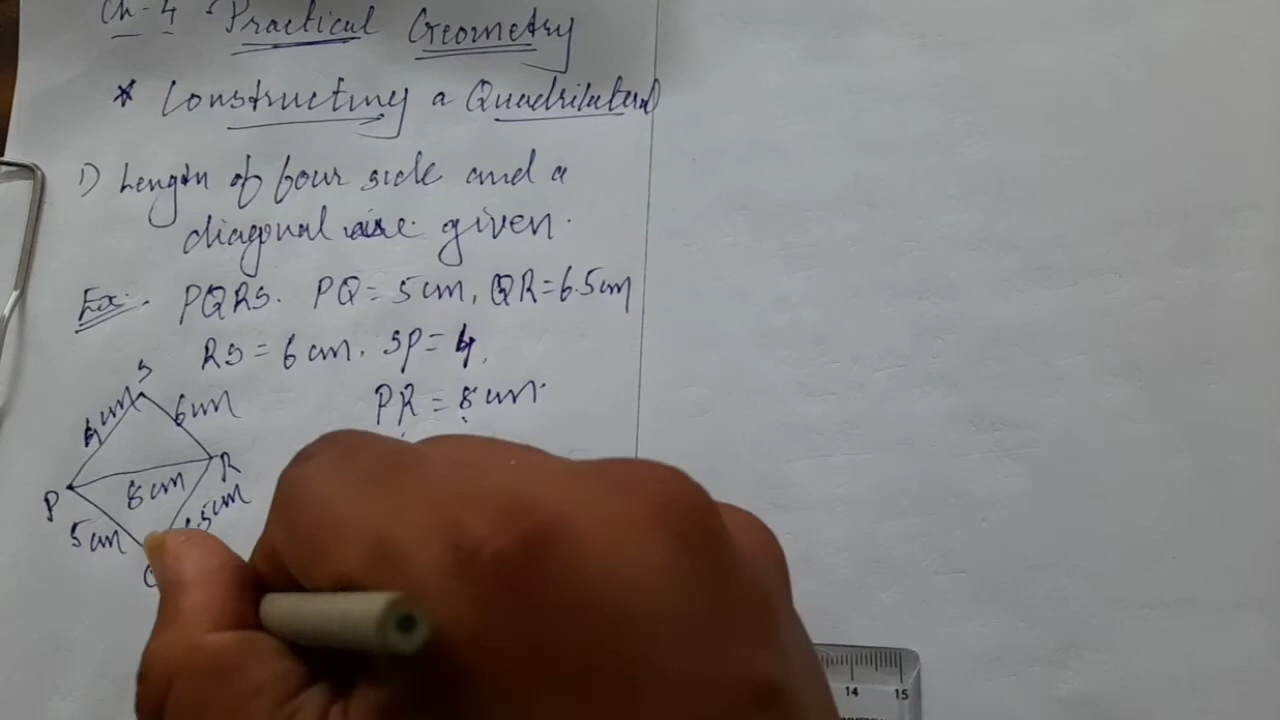 Ch-4 Practical Geometry
* Constructing a Quadrilateral
1) Length of four side and a
diagonal are given.
Ex:- PQRS. PQ = 5cm, QR = 6.5cm
RS = 6cm. SP = 4,
PR = 8cm.
S
4cm 6cm
P 8cm R
5cm .5cm
14 15